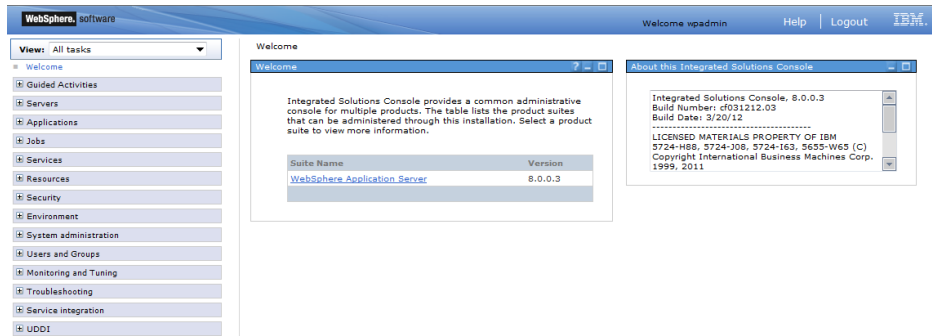 WebSphere. software
Welcome wpadmin
Help
Logout
IBM.
View: All tasks
Welcome
Guided Activities
Servers
Applications
Jobs
Services
Resources
Security
Environment
System administration
Users and Groups
Monitoring and Tuning
Troubleshooting
Service integration
UDDI
Welcome
Welcome
?
Integrated Solutions Console provides a common administrative
console for multiple products. The table lists the product suites
that can be administered through this installation. Select a product
suite to view more information.
Suite Name Version
WebSphere Application Server 8.0.0.3
About this Integrated Solutions Console
Integrated Solutions Console, 8.0.0.3
Build Number: cf031212.03
Build Date: 3/20/12
----------------------------------------
LICENSED MATERIALS PROPERTY OF IBM
5724-H88, 5724-J08, 5724-I63, 5655-W65 (C)
Copyright International Business Machines Corp.
1999, 2011